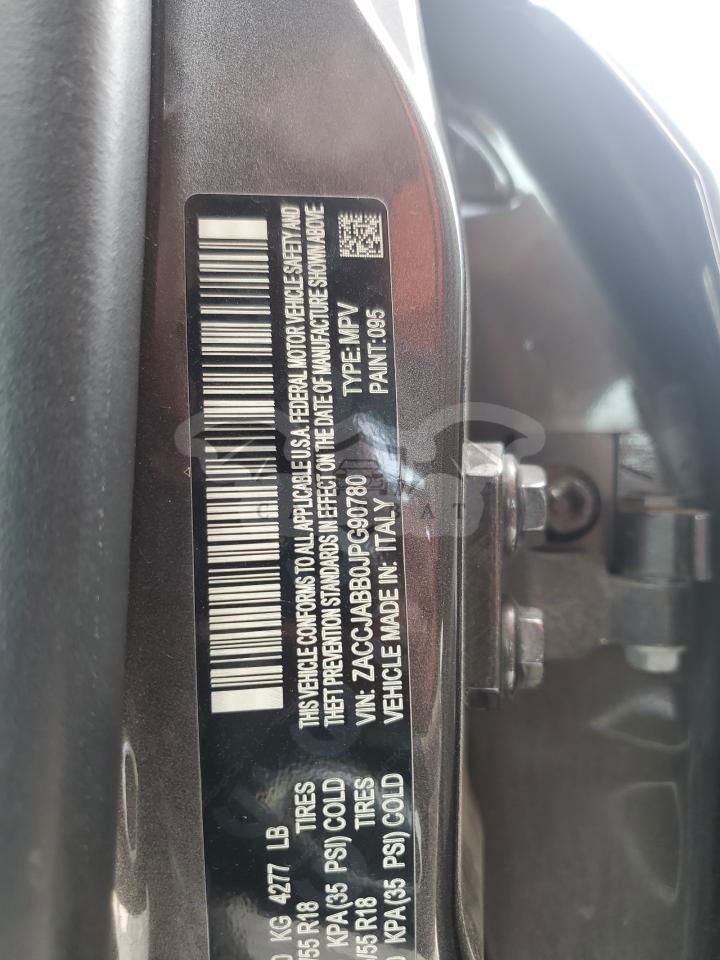 0 KG 4277 LB
/55 R18 TIRES
KPA(35 PSI) COLD
/55 R18 TIRES
0 KPA(35 PSI) COLD
THIS VEHICLE CONFORMS TO ALL APPLICABLE U.S.A. FEDERAL MOTOR VEHICLE SAFETY AND
THEFT PREVENTION STANDARDS IN EFFECT ON THE DATE OF MANUFACTURE SHOWN ABOVE.
VIN: ZACCJABB0JPG90780 TYPE:MPV
VEHICLE MADE IN: ITALY PAINT:095